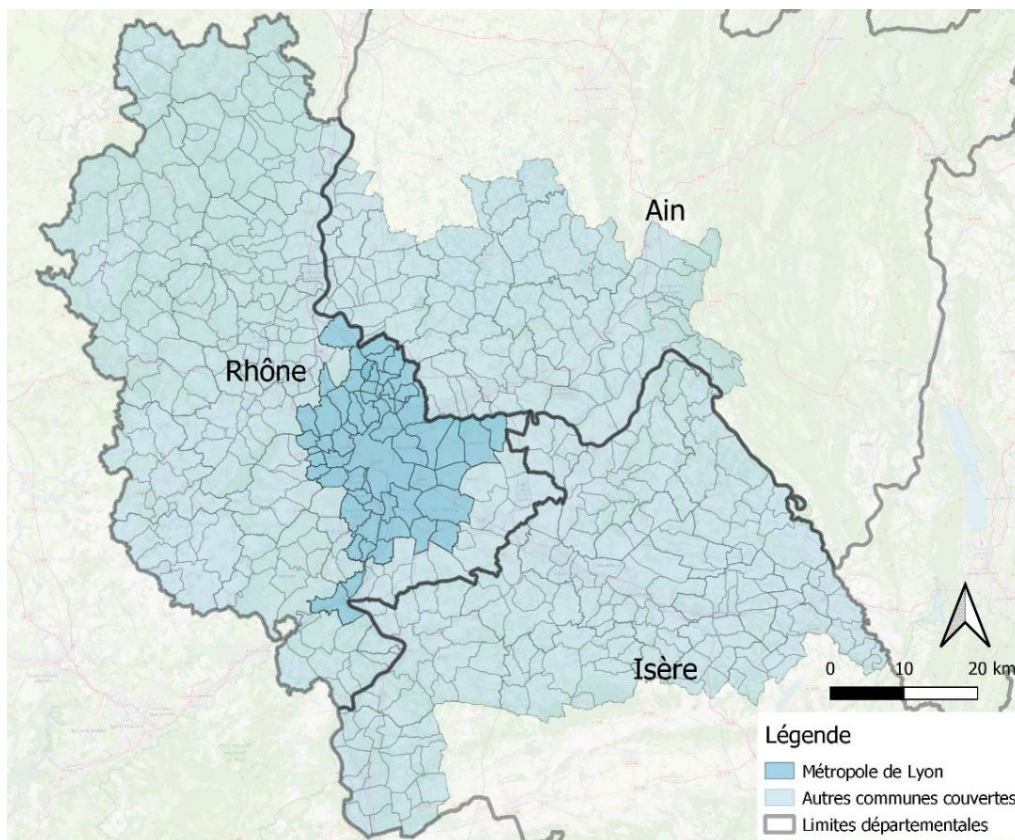 Ain
Rhône
Isère
0 10 20 km
Légende
Métropole de Lyon
Autres communes couvertes
Limites départementales